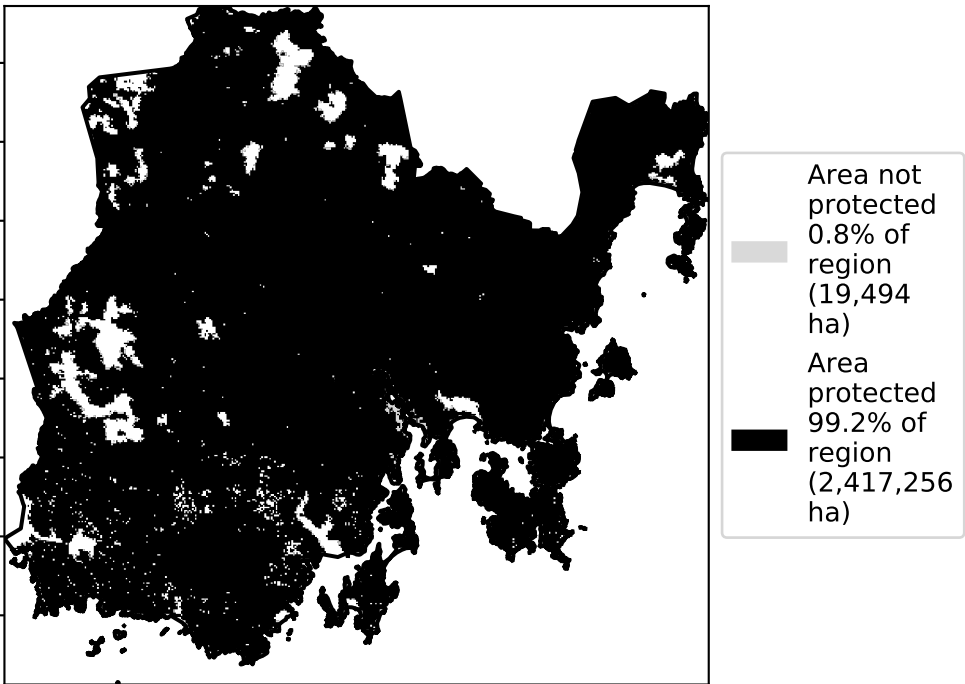 Area not
protected
0.8% of
region
(19,494
ha)
Area
protected
99.2% of
region
(2,417,256
ha)